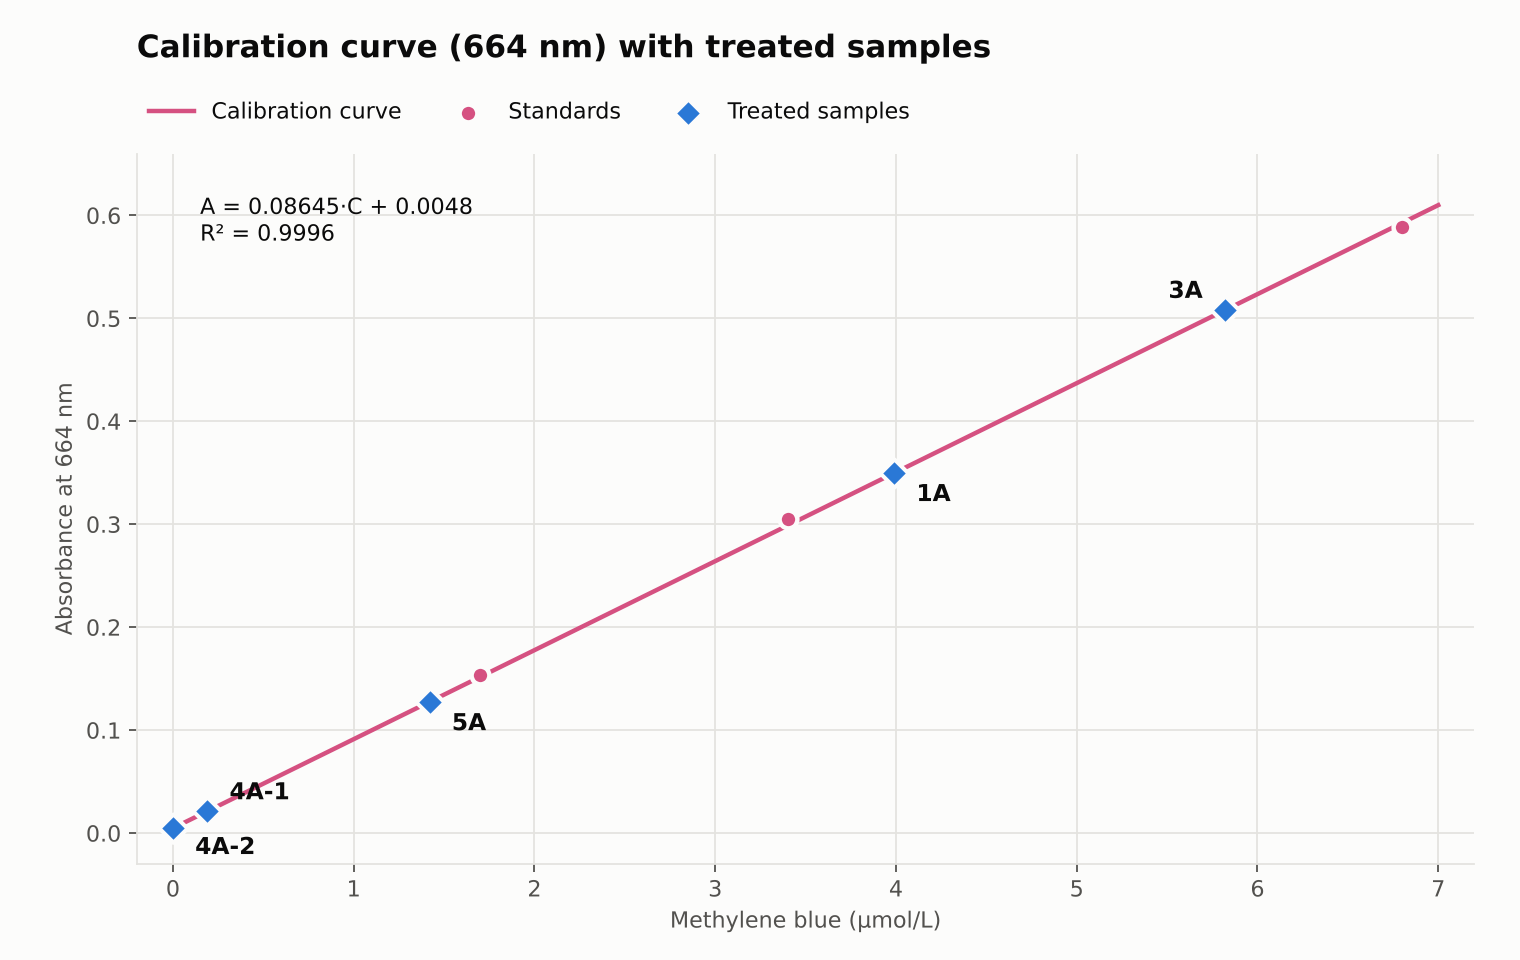 Calibration curve (664 nm) with treated samples
Calibration curve
Standards
Treated samples
A = 0.08645·C + 0.0048
R² = 0.9996
0.6
0.5
0.4
0.3
0.2
0.1
0.0
Absorbance at 664 nm
3A
1A
5A
4A-1
4A-2
0 1 2 3 4 5 6 7
Methylene blue (µmol/L)